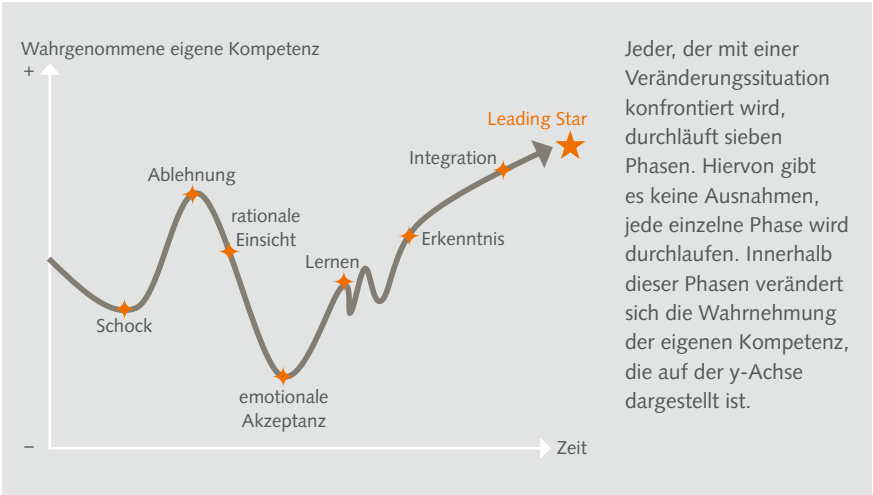 Wahrgenommene eigene Kompetenz
+
Leading Star
Integration
Ablehnung
rationale
Einsicht
Erkenntnis
Lernen
Schock
emotionale
Akzeptanz
–
Zeit
Jeder, der mit einer
Veränderungssituation
konfrontiert wird,
durchläuft sieben
Phasen. Hiervon gibt
es keine Ausnahmen,
jede einzelne Phase wird
durchlaufen. Innerhalb
dieser Phasen verändert
sich die Wahrnehmung
der eigenen Kompetenz,
die auf der y-Achse
dargestellt ist.